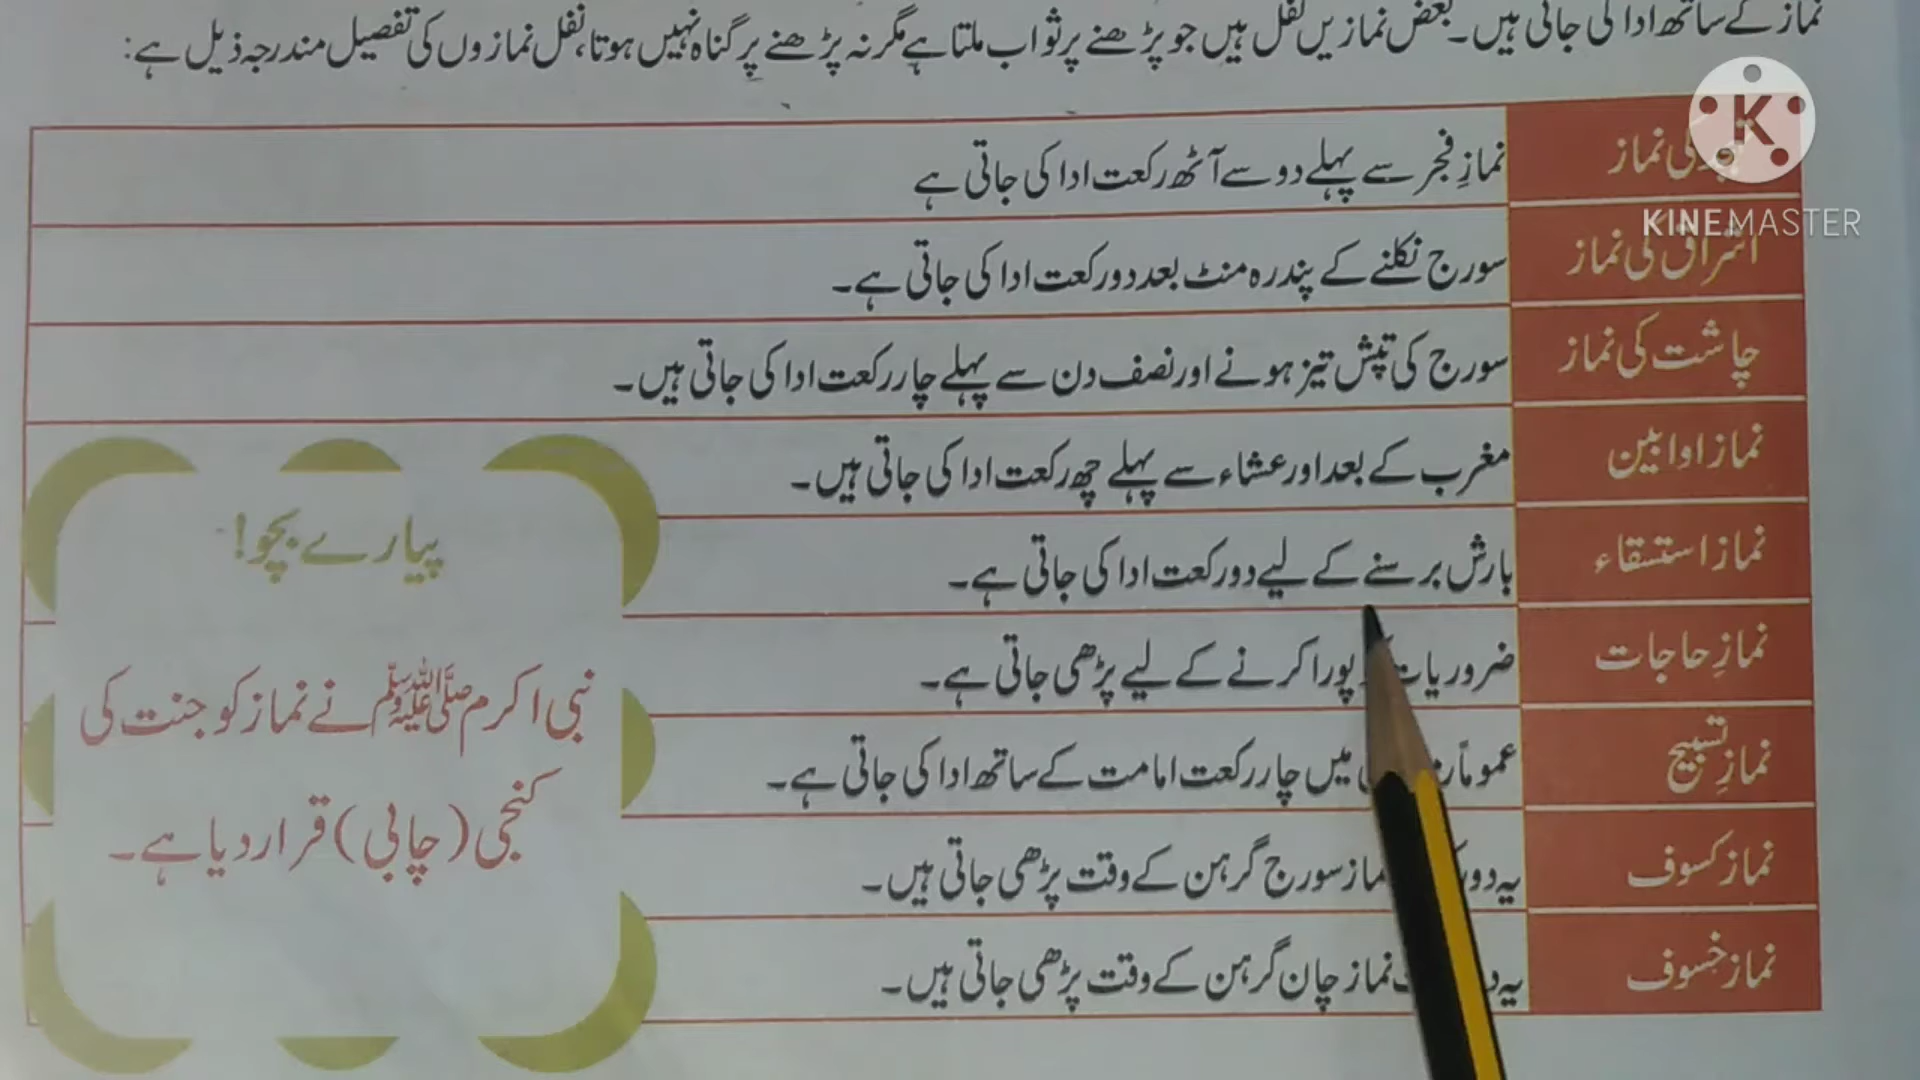 نماز کے ساتھ ادا کی جاتی ہیں۔ بعض نمازیں نفل ہیں جو پڑھنے پر ثواب ملتا ہے مگر نہ پڑھنے پر گناہ نہیں ہوتا، نفل نمازوں کی تفصیل مندرجہ ذیل ہے:
کی نماز
نمازِ فجر سے پہلے دو سے آٹھ رکعت ادا کی جاتی ہے
اشراق کی نماز
سورج نکلنے کے پندرہ منٹ بعد دو رکعت ادا کی جاتی ہے۔
چاشت کی نماز
سورج کی تپش تیز ہونے اور نصف دن سے پہلے چار رکعت ادا کی جاتی ہیں۔
نماز اوابین
مغرب کے بعد اور عشاء سے پہلے چھ رکعت ادا کی جاتی ہیں۔
نماز استسقاء
بارش برسنے کے لیے دو رکعت ادا کی جاتی ہے۔
نمازِ حاجات
ضروریات پورا کرنے کے لیے پڑھی جاتی ہے۔
نمازِ تسبیح
عموماً میں چار رکعت امامت کے ساتھ ادا کی جاتی ہے۔
نماز کسوف
یہ سورج گرہن کے وقت پڑھی جاتی ہیں۔
نماز خسوف
یہ نماز چان گرہن کے وقت پڑھی جاتی ہیں۔
پیارے بچو!
نبی اکرم ﷺ نے نماز کو جنت کی
کنجی (چابی) قرار دیا ہے۔
K
KINEMASTER